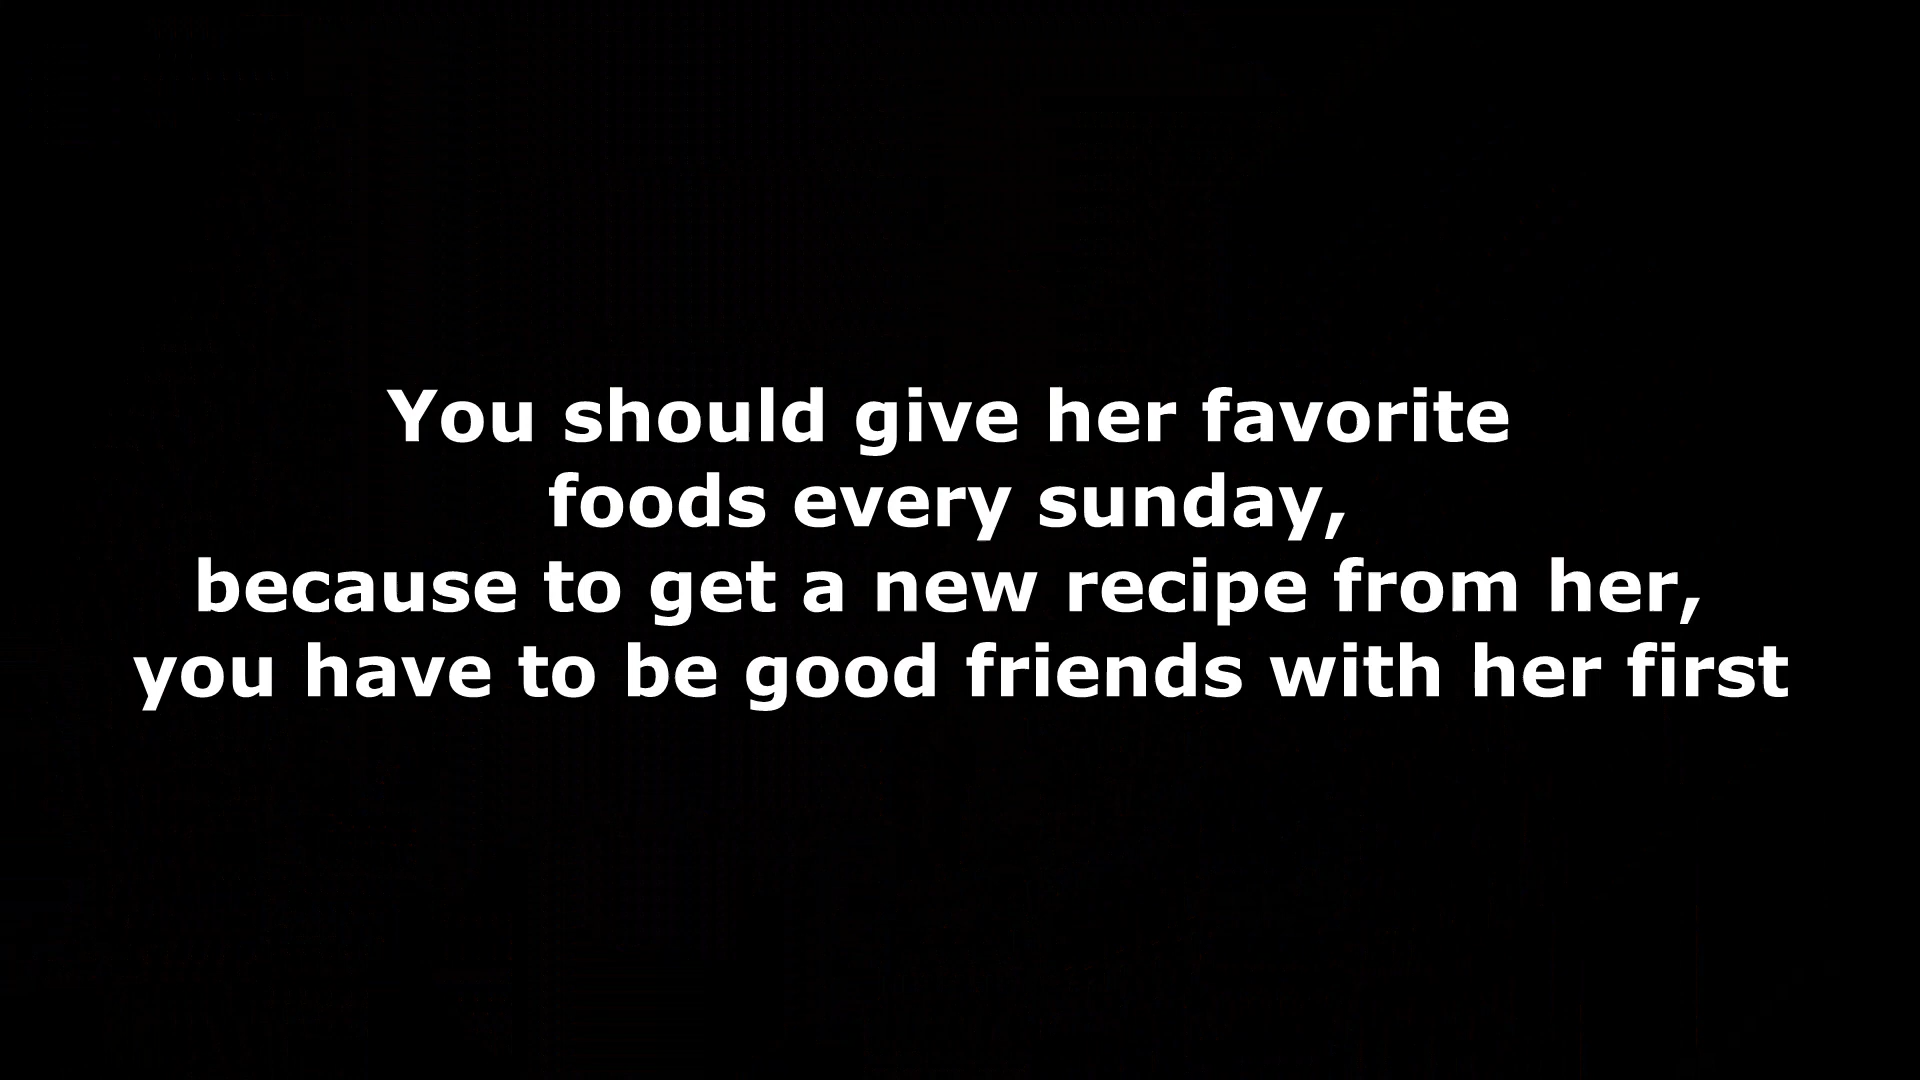 You should give her favorite
foods every sunday,
because to get a new recipe from her,
you have to be good friends with her first